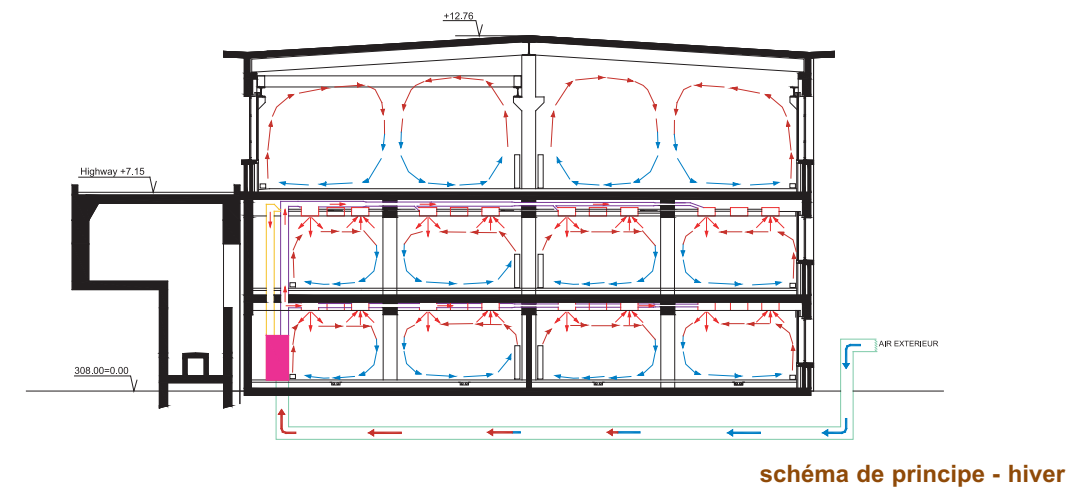 +12.76
Highway +7.15
AIR EXTERIEUR
308.00=0.00
schéma de principe - hiver